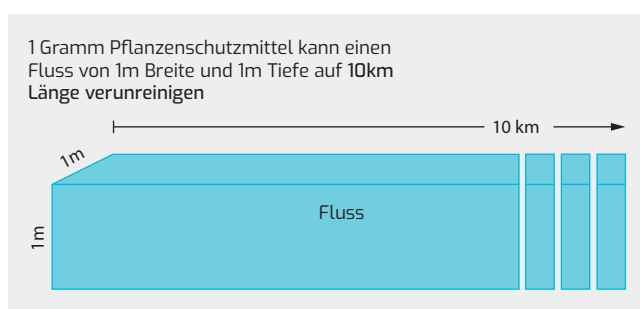 1 Gramm Pflanzenschutzmittel kann einen
Fluss von 1m Breite und 1m Tiefe auf 10km
Länge verunreinigen
10 km
1m
Fluss
1m